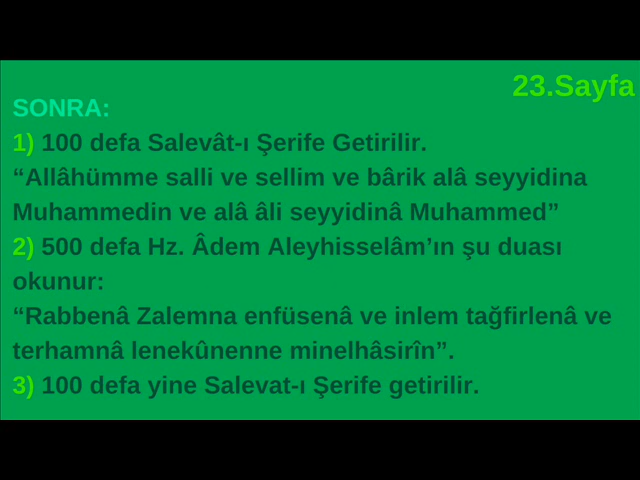 23.Sayfa
SONRA:
1) 100 defa Salevât-ı Şerife Getirilir.
“Allâhümme salli ve sellim ve bârik alâ seyyidina
Muhammedin ve alâ âli seyyidinâ Muhammed”
2) 500 defa Hz. Âdem Aleyhisselâm’ın şu duası
okunur:
“Rabbenâ Zalemna enfüsenâ ve inlem tağfirlenâ ve
terhamnâ lenekûnenne minelhâsirîn”.
3) 100 defa yine Salevat-ı Şerife getirilir.